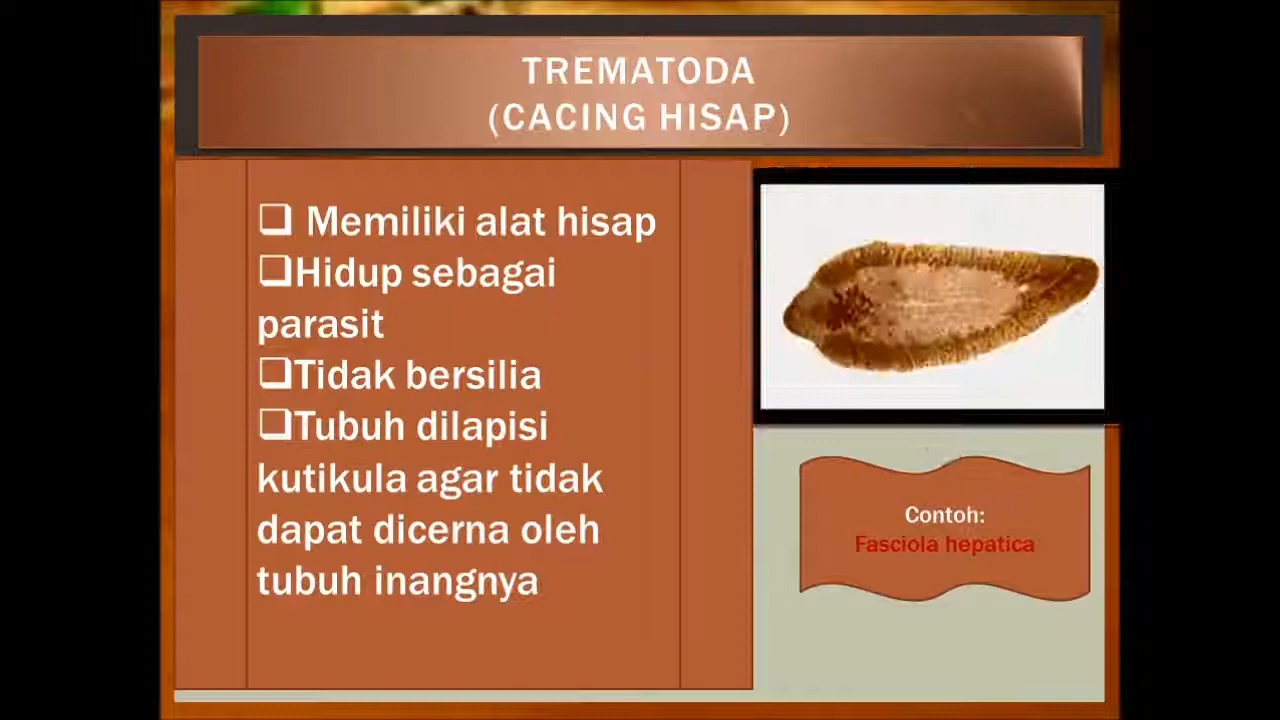 TREMATODA
(CACING HISAP)
❑ Memiliki alat hisap
❑Hidup sebagai
parasit
❑Tidak bersilia
❑Tubuh dilapisi
kutikula agar tidak
dapat dicerna oleh
tubuh inangnya
Contoh:
Fasciola hepatica